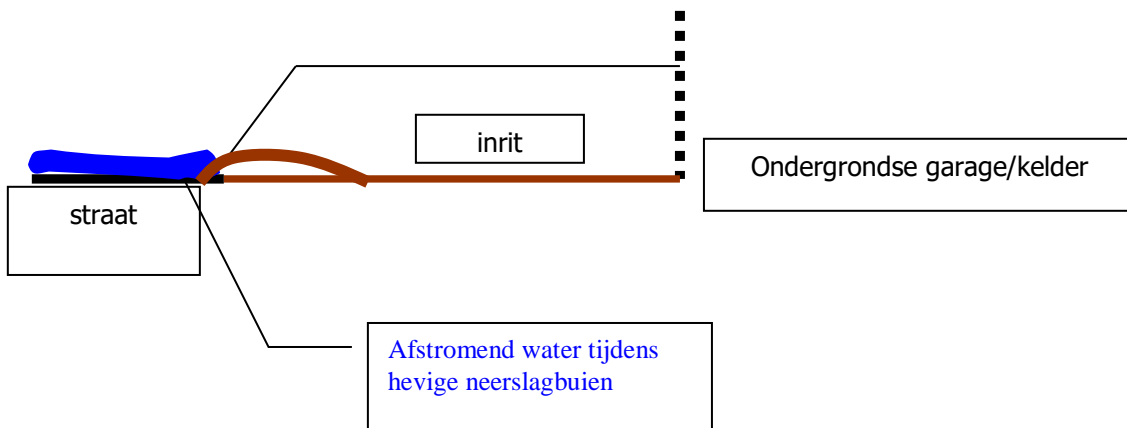 inrit
Ondergrondse garage/kelder
straat
Afstromend water tijdens
hevige neerslagbuien